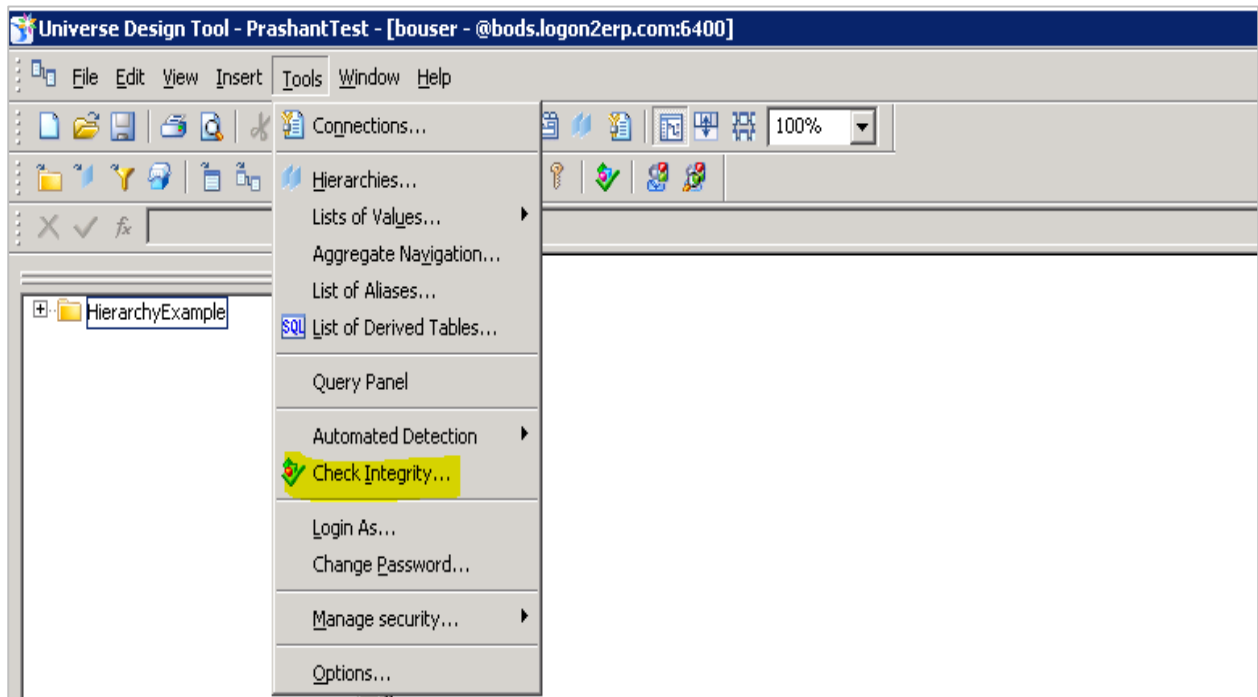 Universe Design Tool - PrashantTest - [bouser - @bods.logon2erp.com:6400]
File Edit View Insert Tools Window Help
Connections...
100%
Hierarchies...
Lists of Values...
Aggregate Navigation...
List of Aliases...
SQL List of Derived Tables...
Query Panel
Automated Detection
Check Integrity...
Login As...
Change Password...
Manage security...
Options...
fx
HierarchyExample